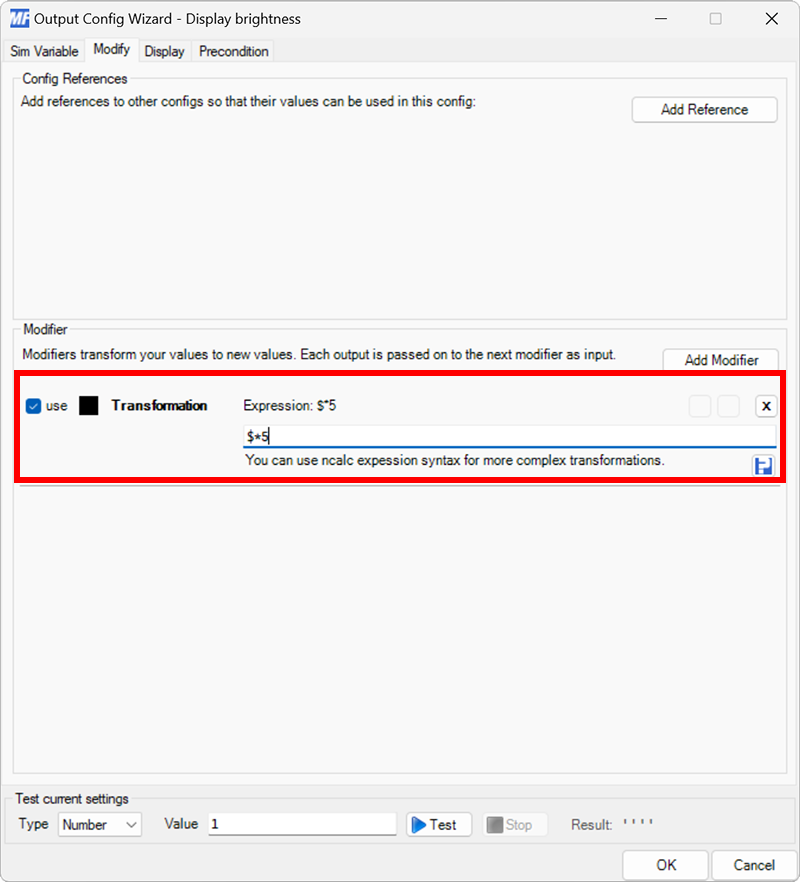 MF Output Config Wizard - Display brightness
Sim Variable Modify Display Precondition
Config References
Add references to other configs so that their values can be used in this config:
Add Reference
Modifier
Modifiers transform your values to new values. Each output is passed on to the next modifier as input.
Add Modifier
use Transformation Expression: $*5 X
$*5
You can use ncalc expession syntax for more complex transformations.
Test current settings
Type Number Value 1 Test Stop Result: ' ' ' '
OK Cancel